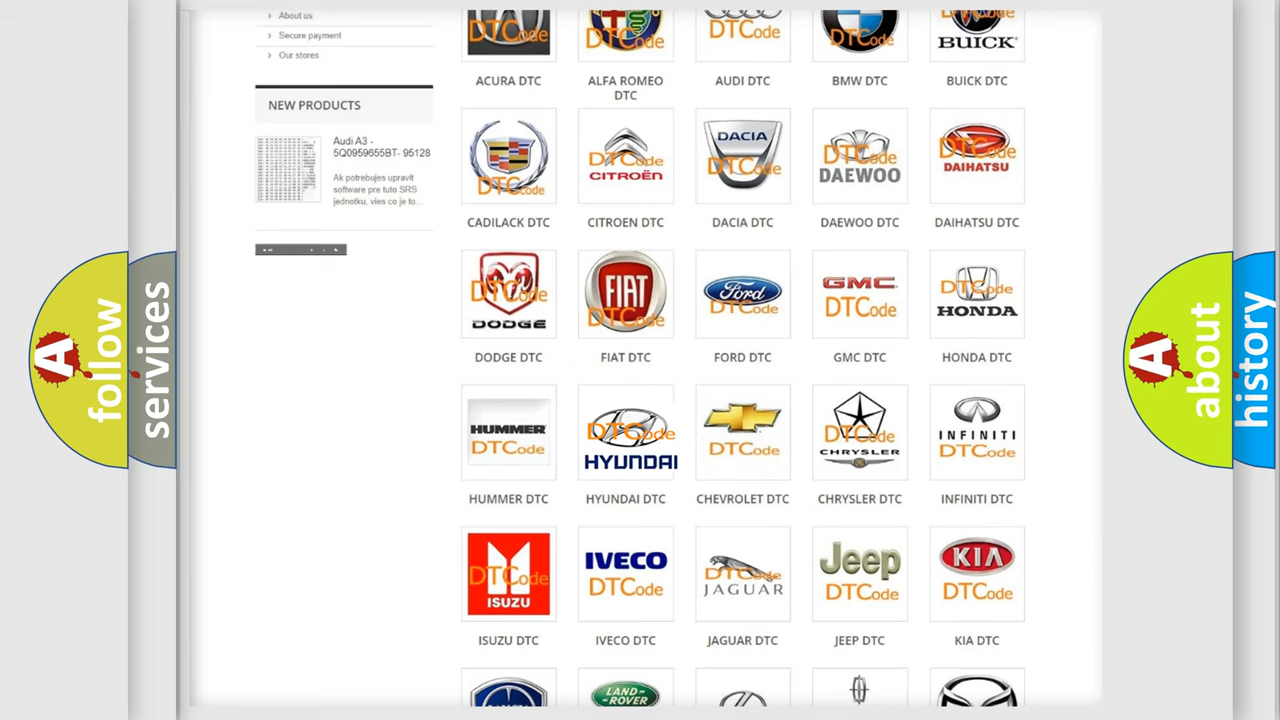 About us
Secure payment
Our stores
NEW PRODUCTS
Audi A3 -
5Q0959655BT- 95128
Ak potrebujes upravit
software pre tuto SRS
jednotku, vies co je to...
DTCode
DTCode
DTCode
DTCode
BUICK
ACURA DTC
ALFA ROMEO
DTC
AUDI DTC
BMW DTC
BUICK DTC
DTCode
DTCode
CITROËN
DACIA
DTCode
DTCode
DAEWOO
DTCode
DAIHATSU
CADILACK DTC
CITROEN DTC
DACIA DTC
DAEWOO DTC
DAIHATSU DTC
DTCode
DODGE
FIAT
DTCode
Ford
DTCode
GMC
DTCode
DTCode
HONDA
DODGE DTC
FIAT DTC
FORD DTC
GMC DTC
HONDA DTC
HUMMER
DTCode
DTCode
HYUNDAI
DTCode
DTCode
CHRYSLER
INFINITI
DTCode
HUMMER DTC
HYUNDAI DTC
CHEVROLET DTC
CHRYSLER DTC
INFINITI DTC
DTCode
ISUZU
IVECO
DTCode
DTCode
JAGUAR
Jeep
DTCode
KIA
DTCode
ISUZU DTC
IVECO DTC
JAGUAR DTC
JEEP DTC
KIA DTC
LAND-
ROVER
A
follow
services
A
about
history